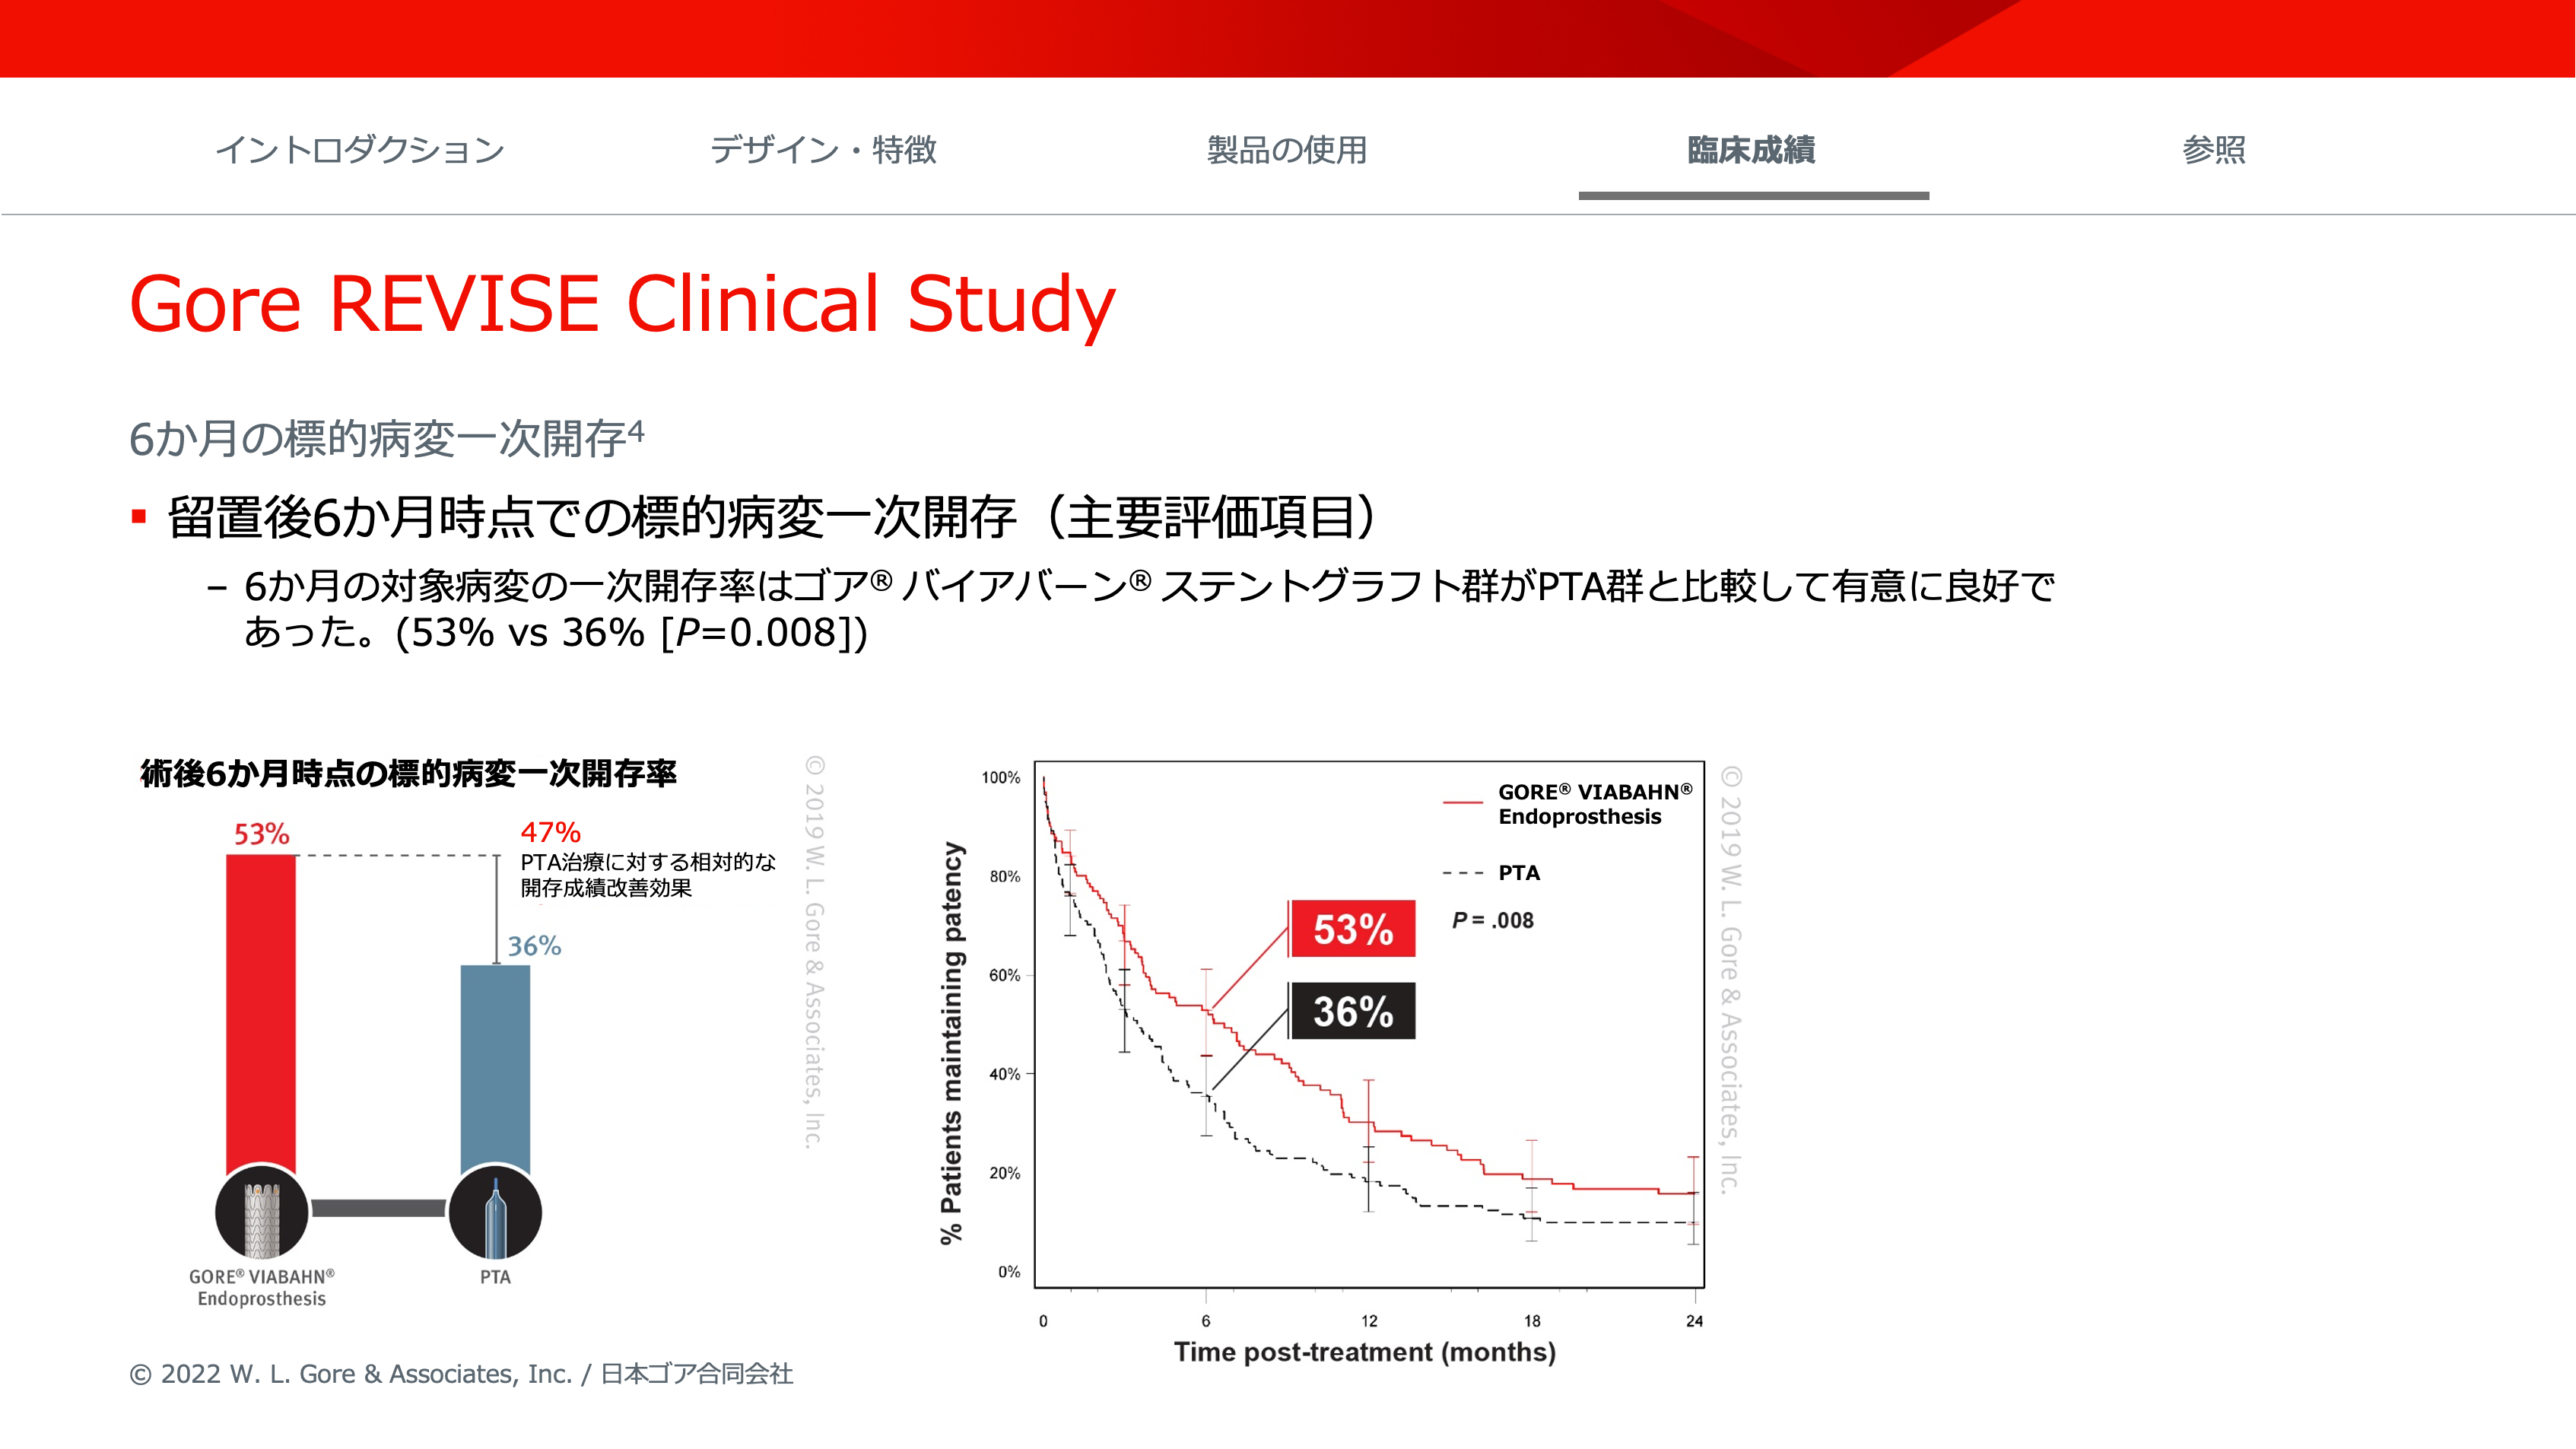 イントロダクション デザイン・特徴 製品の使用 臨床成績 参照
Gore REVISE Clinical Study
6か月の標的病変一次開存4
▪ 留置後6か月時点での標的病変一次開存（主要評価項目）
– 6か月の対象病変の一次開存率はゴア® バイアバーン® ステントグラフト群がPTA群と比較して有意に良好で
あった。(53% vs 36% [P=0.008])
術後6か月時点の標的病変一次開存率
53%
47%
PTA治療に対する相対的な
開存成績改善効果
36%
GORE® VIABAHN®
Endoprosthesis
PTA
© 2019 W. L. Gore & Associates, Inc.
% Patients maintaining patency
100%
80%
60%
40%
20%
0%
GORE® VIABAHN®
Endoprosthesis
PTA
P = .008
53%
36%
0 6 12 18 24
Time post-treatment (months)
© 2019 W. L. Gore & Associates, Inc.
© 2022 W. L. Gore & Associates, Inc. / 日本ゴア合同会社